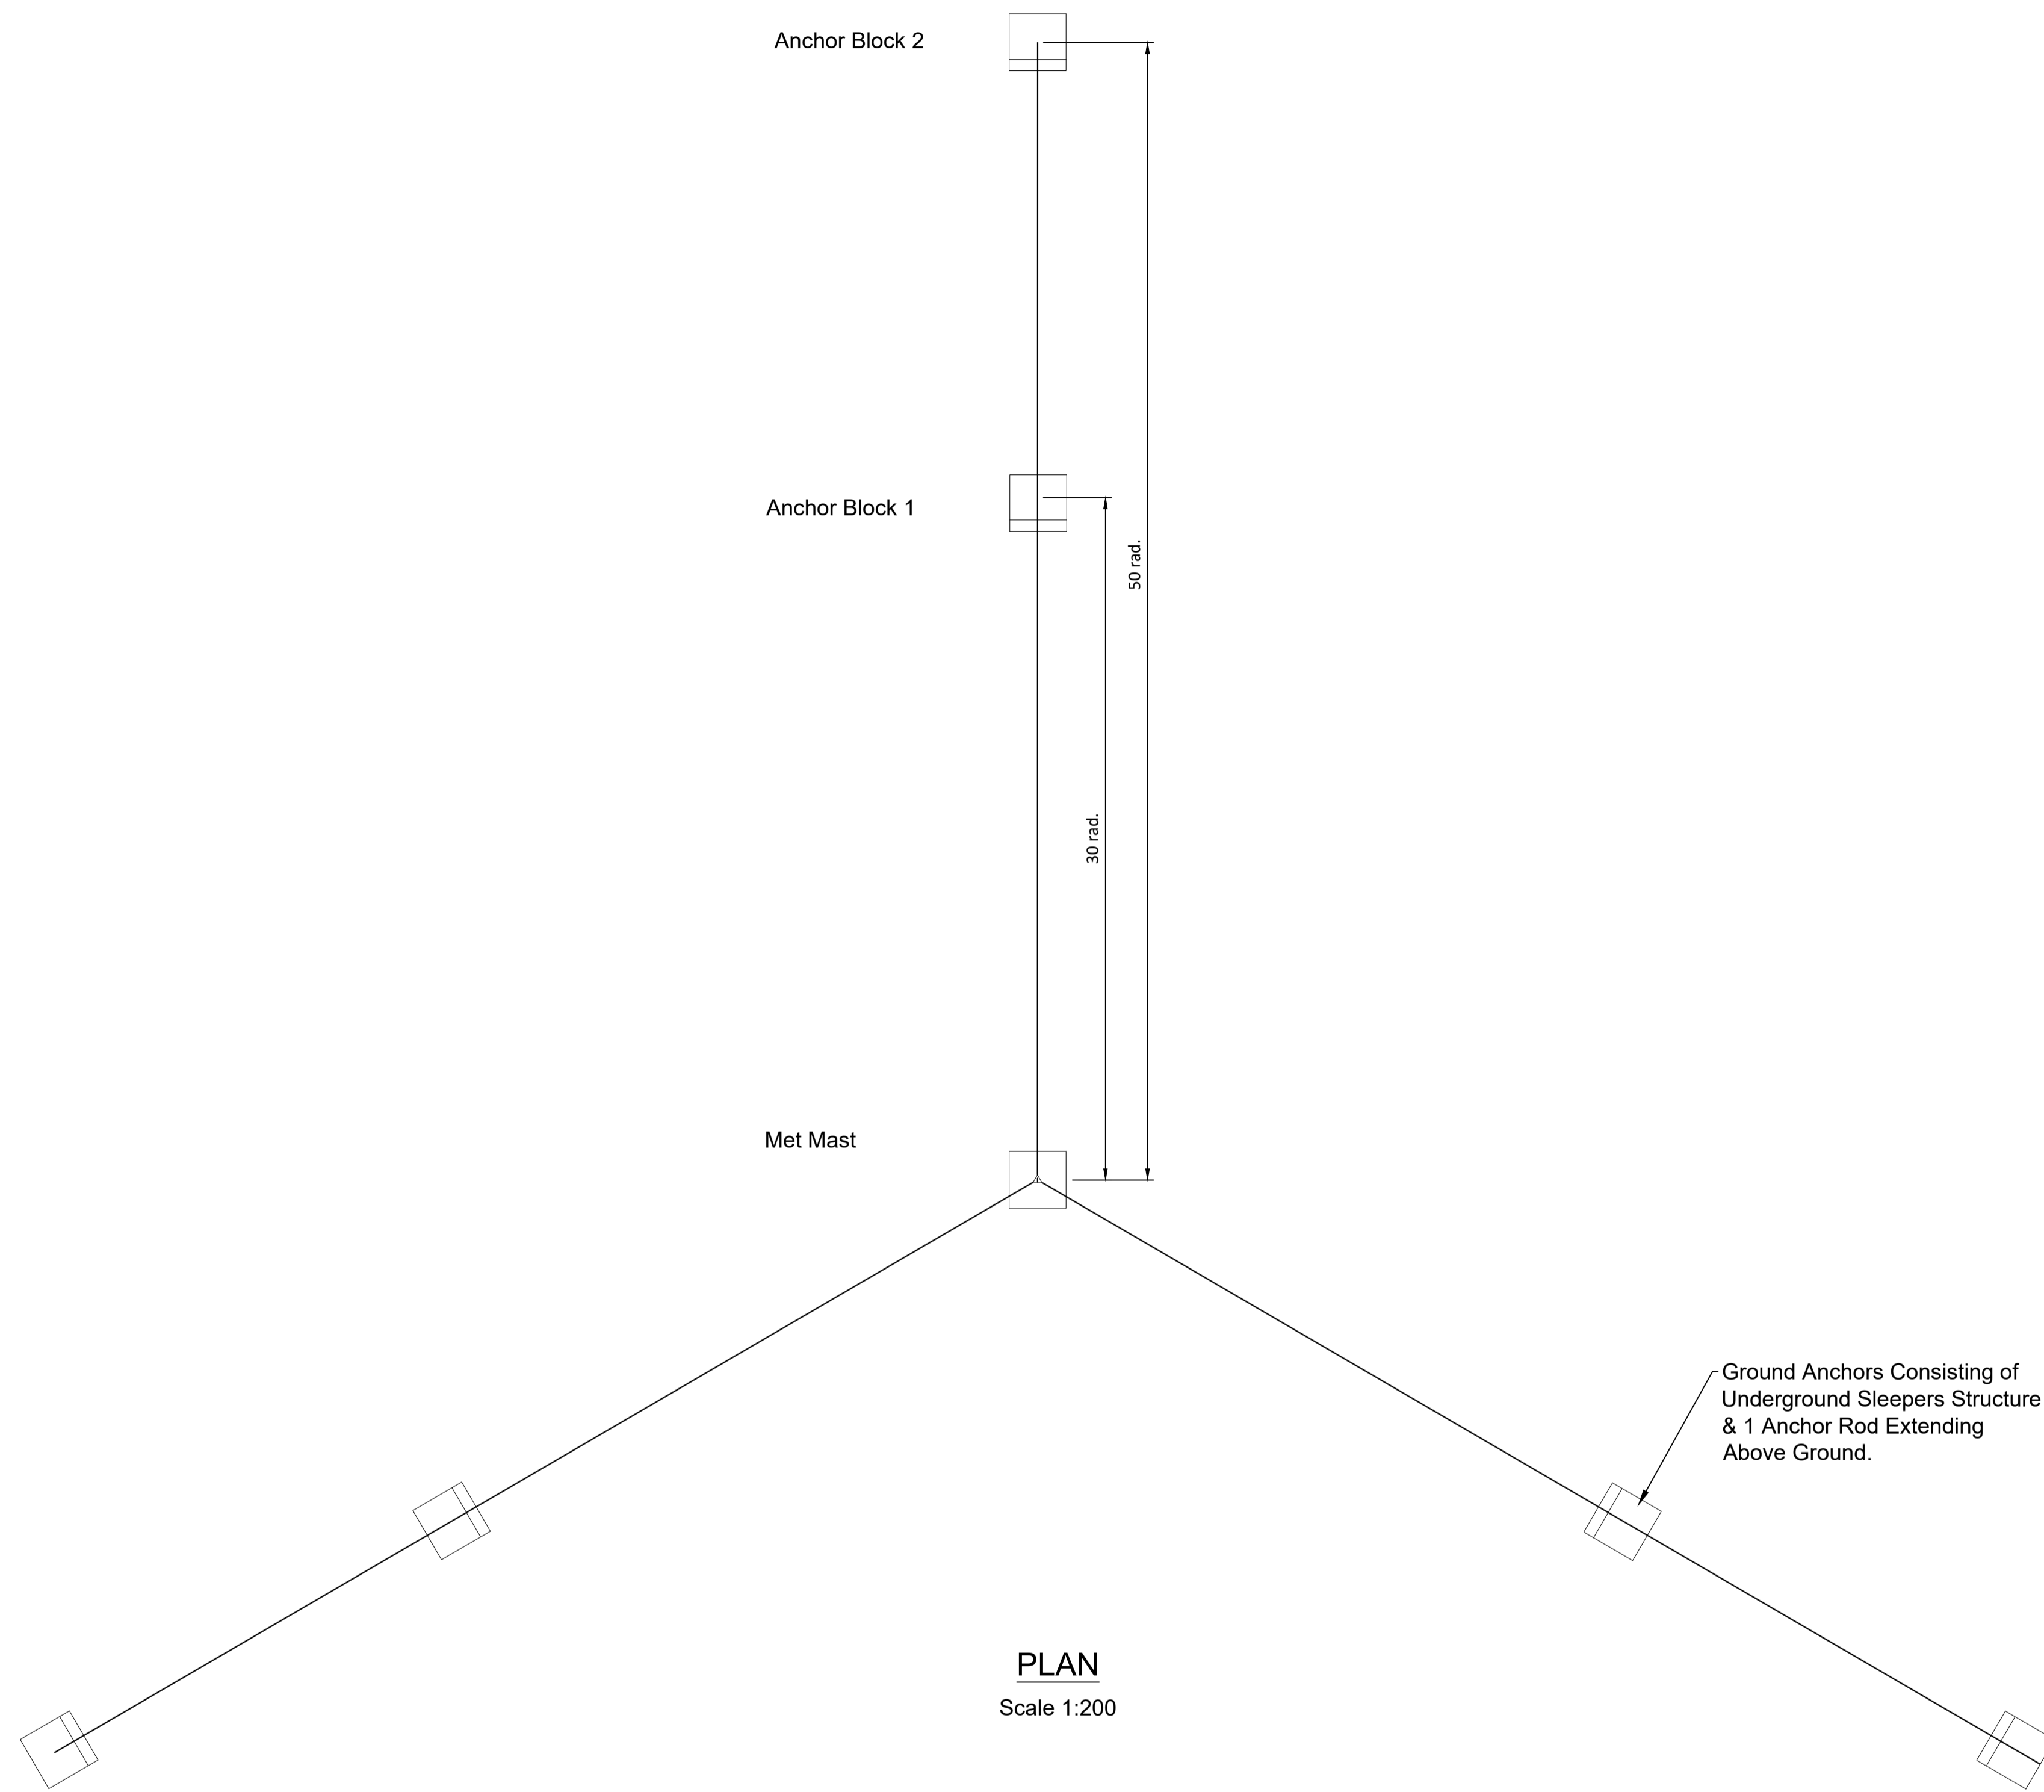 Anchor Block 2
Anchor Block 1
50 rad.
30 rad.
Met Mast
Ground Anchors Consisting of
Underground Sleepers Structure
& 1 Anchor Rod Extending
Above Ground.
PLAN
Scale 1:200